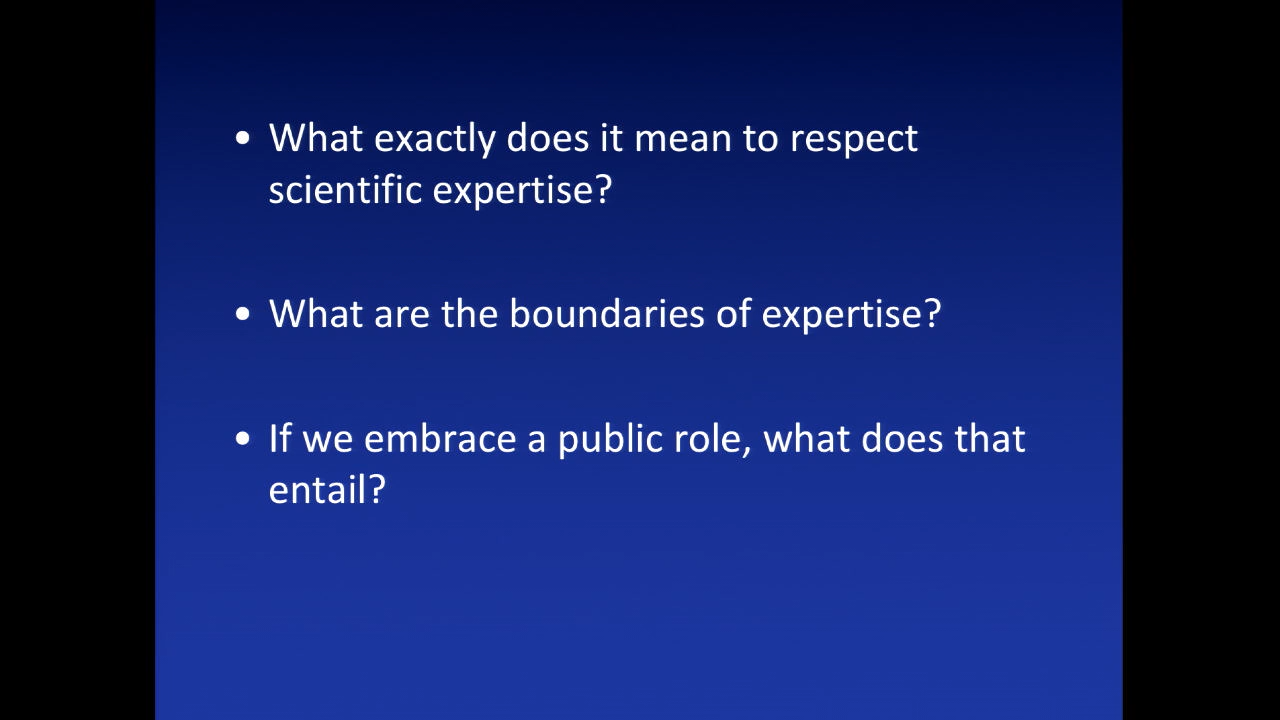 • What exactly does it mean to respect
scientific expertise?
• What are the boundaries of expertise?
• If we embrace a public role, what does that
entail?